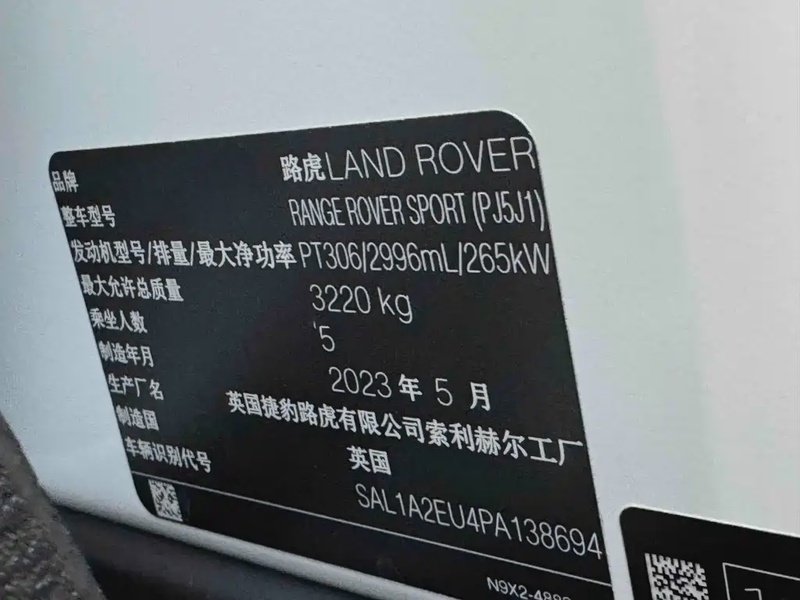 品牌 路虎LAND ROVER
整车型号 RANGE ROVER SPORT (PJ5J1)
发动机型号/排量/最大净功率 PT306/2996mL/265kW
最大允许总质量 3220 kg
乘坐人数 5
制造年月 2023 年 5 月
生产厂名 英国捷豹路虎有限公司索利赫尔工厂
制造国 英国
车辆识别代号 SAL1A2EU4PA138694